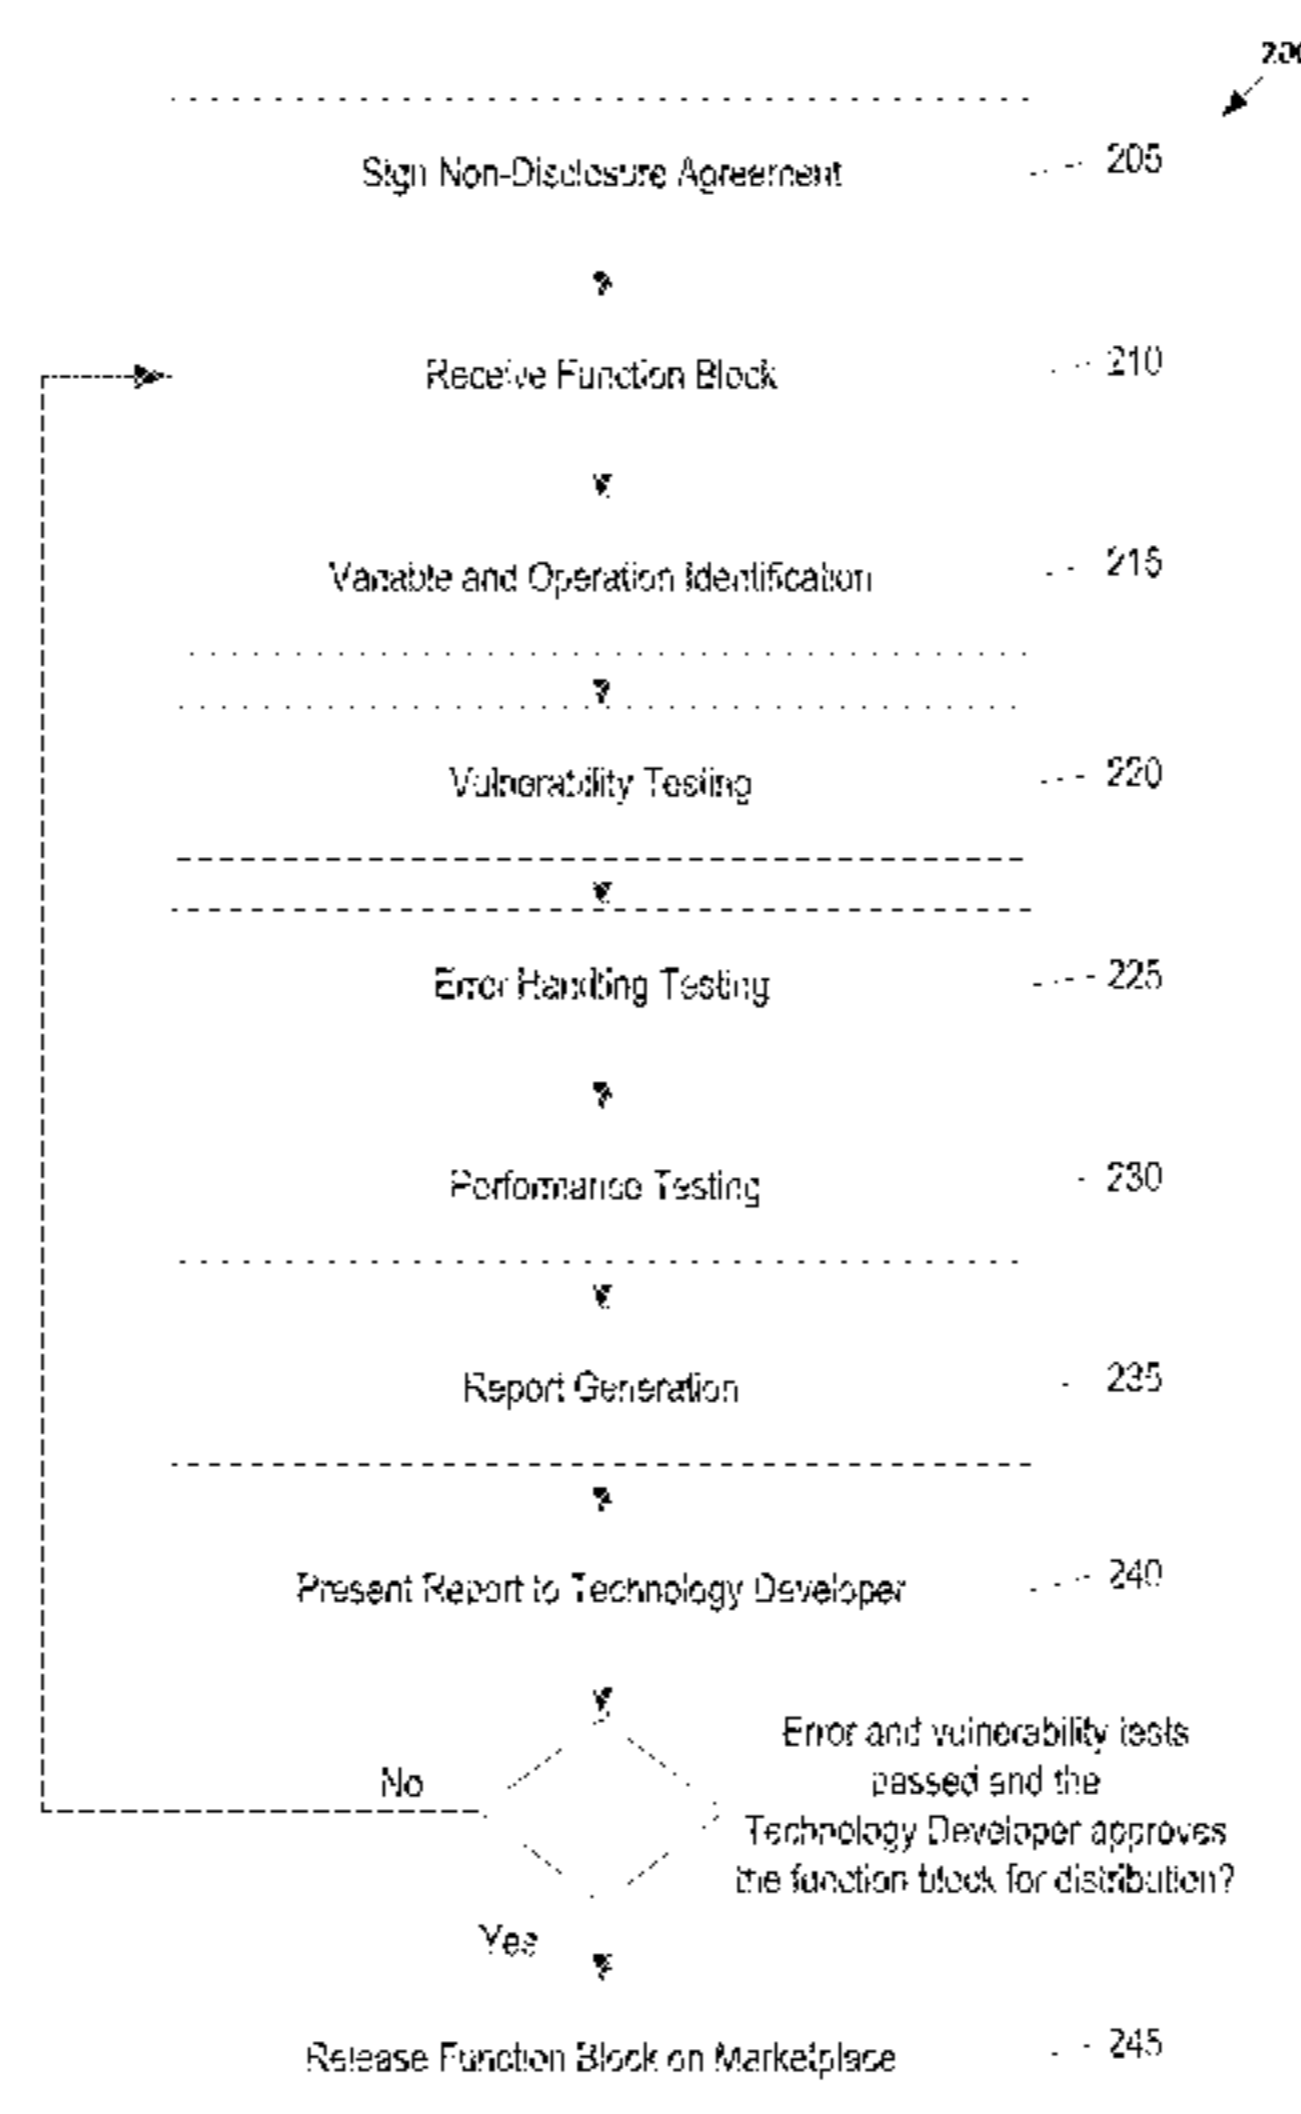 Sign Non-Disclosure Agreement
205
Receive Function Block
210
Variable and Operation Identification
215
Vulnerability Testing
220
Error Handling Testing
225
Performance Testing
230
Report Generation
235
Present Report to Technology Developer
240
Error and vulnerability tests
passed and the
Technology Developer approves
the function block for distribution?
No
Yes
Release Function Block on Marketplace
245